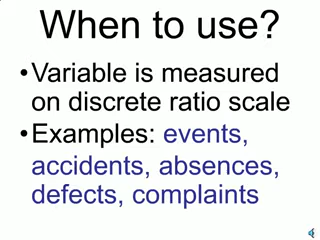 When to use?
•Variable is measured
on discrete ratio scale
•Examples: events,
accidents, absences,
defects, complaints